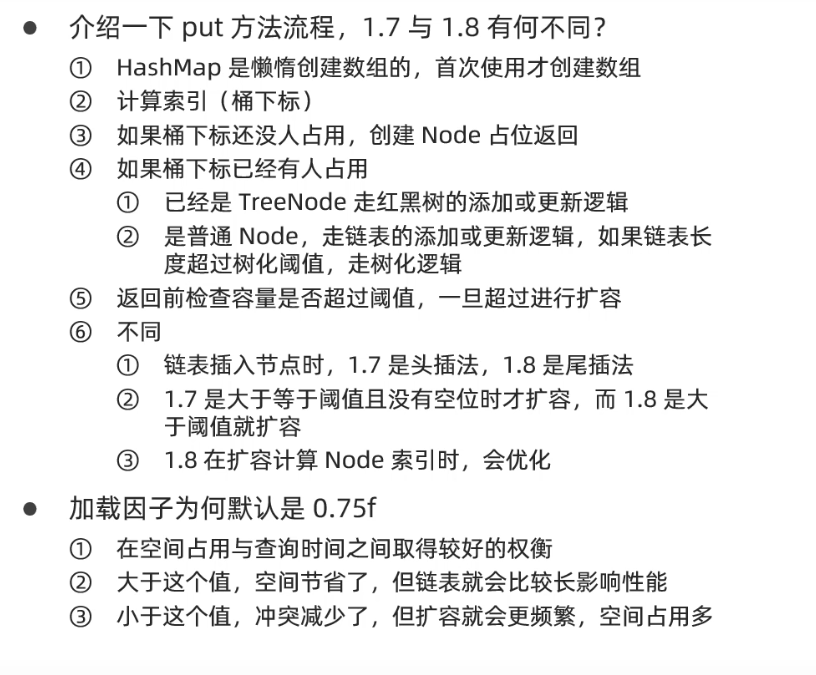 ● 介绍一下 put 方法流程，1.7 与 1.8 有何不同？
① HashMap 是懒惰创建数组的，首次使用才创建数组
② 计算索引（桶下标）
③ 如果桶下标还没人占用，创建 Node 占位返回
④ 如果桶下标已经有人占用
① 已经是 TreeNode 走红黑树的添加或更新逻辑
② 是普通 Node，走链表的添加或更新逻辑，如果链表长
度超过树化阈值，走树化逻辑
⑤ 返回前检查容量是否超过阈值，一旦超过进行扩容
⑥ 不同
① 链表插入节点时，1.7 是头插法，1.8 是尾插法
② 1.7 是大于等于阈值且没有空位时才扩容，而 1.8 是大
于阈值就扩容
③ 1.8 在扩容计算 Node 索引时，会优化
● 加载因子为何默认是 0.75f
① 在空间占用与查询时间之间取得较好的权衡
② 大于这个值，空间节省了，但链表就会比较长影响性能
③ 小于这个值，冲突减少了，但扩容就会更频繁，空间占用多